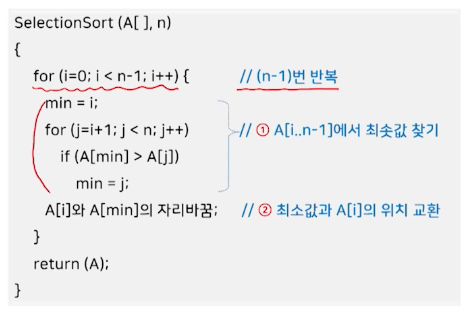 SelectionSort (A[ ], n)
{
for (i=0; i < n-1; i++) { // (n-1)번 반복
min = i;
for (j=i+1; j < n; j++) // ① A[i..n-1]에서 최솟값 찾기
if (A[min] > A[j])
min = j;
A[i]와 A[min]의 자리바꿈; // ② 최소값과 A[i]의 위치 교환
}
return (A);
}